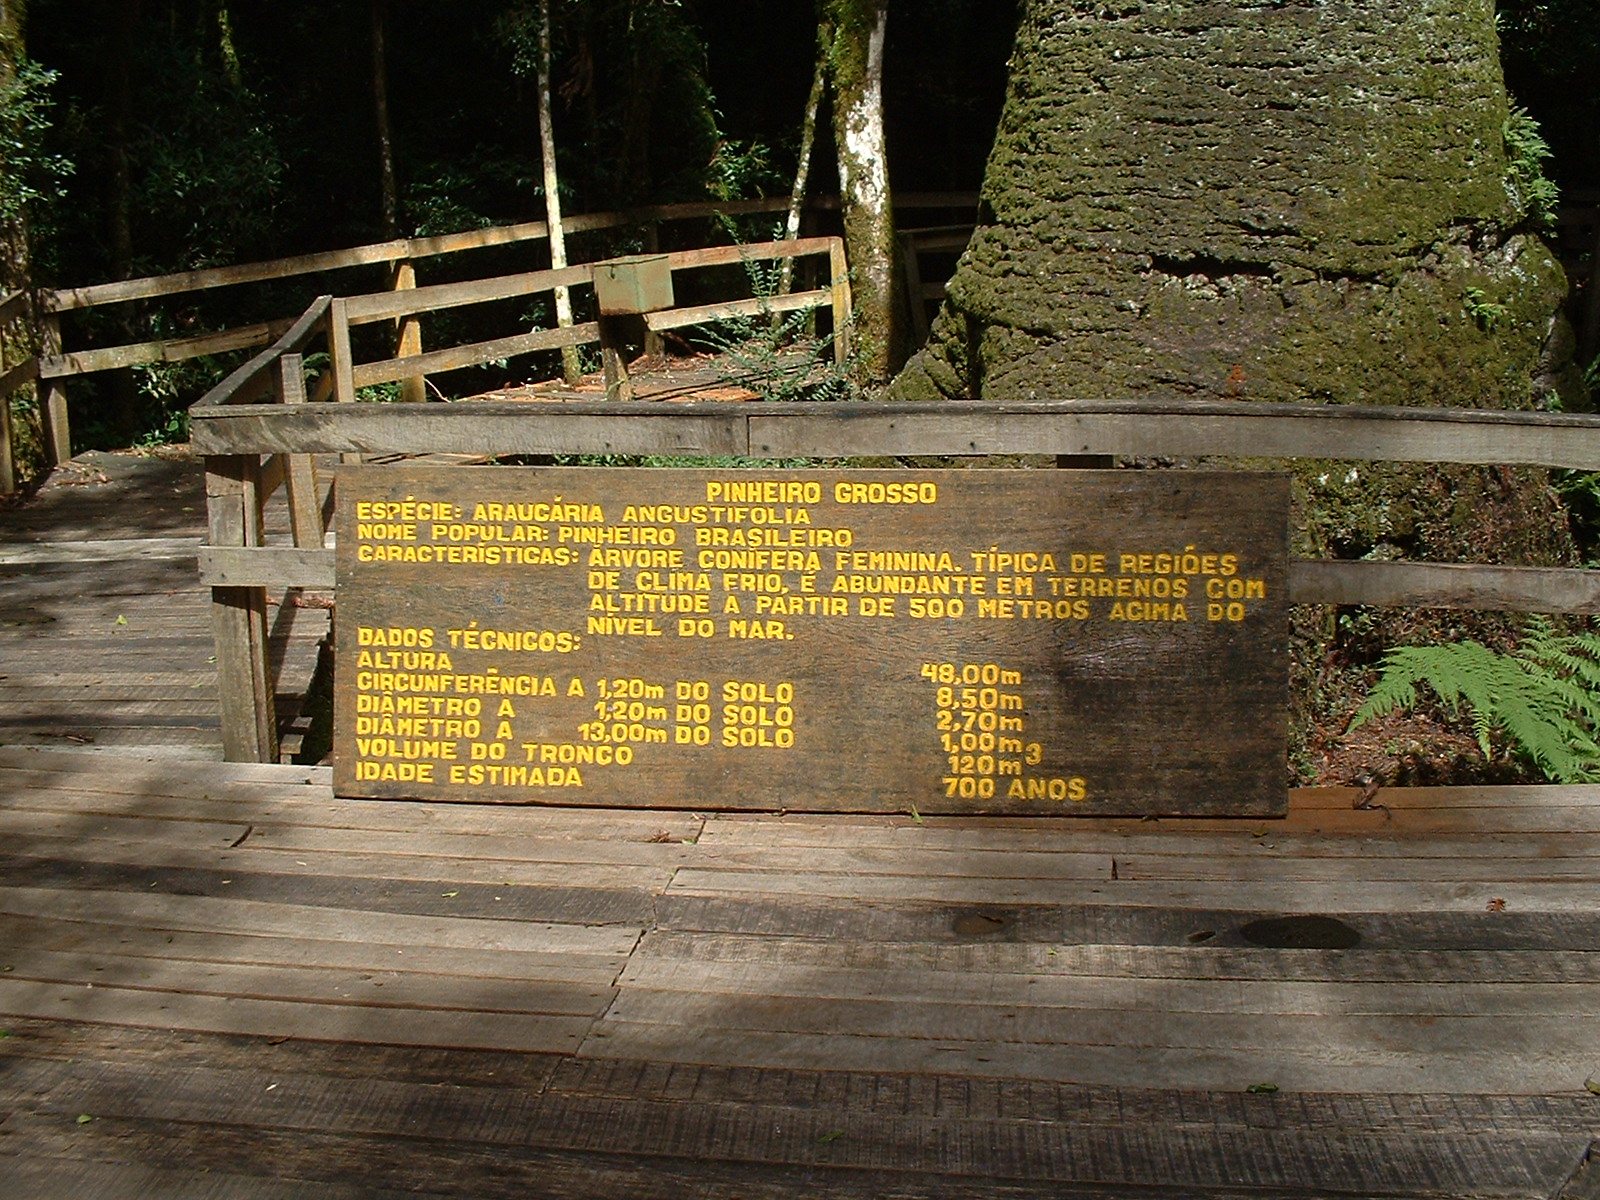 PINHEIRO GROSSO
ESPÉCIE: ARAUCÁRIA ANGUSTIFOLIA
NOME POPULAR: PINHEIRO BRASILEIRO
CARACTERÍSTICAS: ÁRVORE CONÍFERA FEMININA. TÍPICA DE REGIÕES
DE CLIMA FRIO, É ABUNDANTE EM TERRENOS COM
ALTITUDE A PARTIR DE 500 METROS ACIMA DO
NÍVEL DO MAR.
DADOS TÉCNICOS:
ALTURA 48,00m
CIRCUNFERÊNCIA A 1,20m DO SOLO 8,50m
DIÂMETRO A 1,20m DO SOLO 2,70m
DIÂMETRO A 13,00m DO SOLO 1,00m
VOLUME DO TRONCO 120m³
IDADE ESTIMADA 700 ANOS